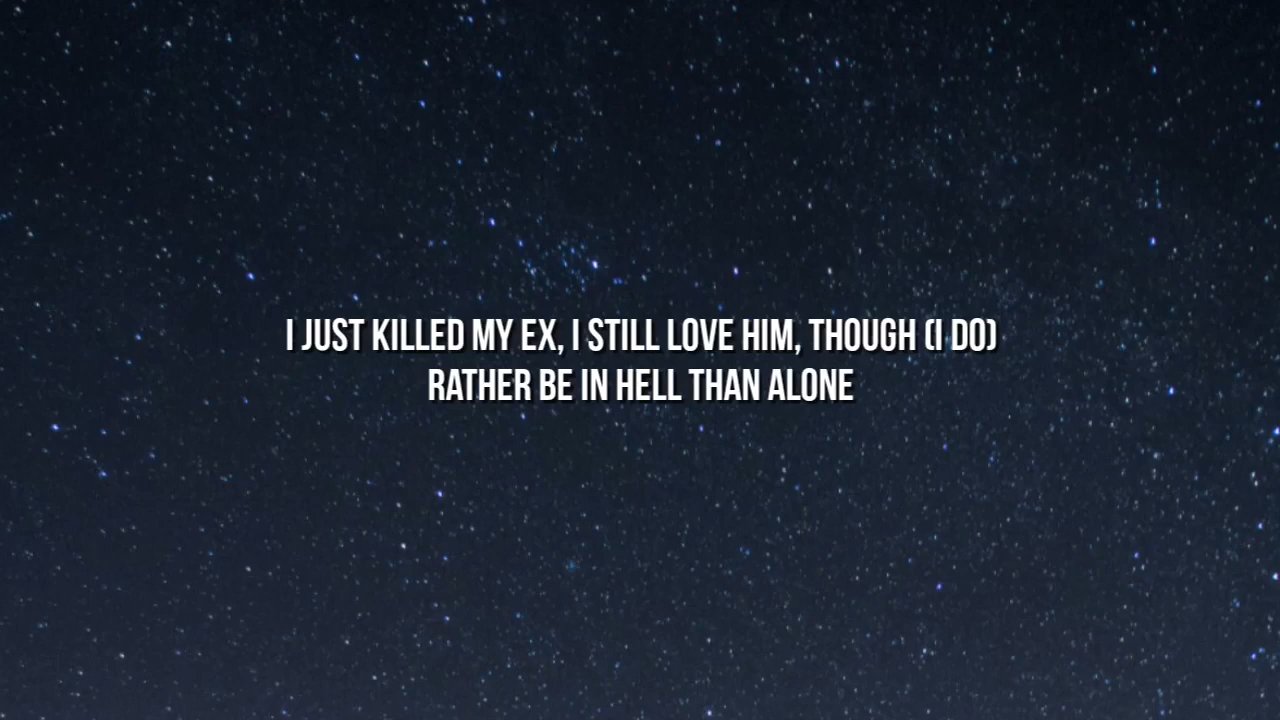 I JUST KILLED MY EX, I STILL LOVE HIM, THOUGH (I DO)
RATHER BE IN HELL THAN ALONE